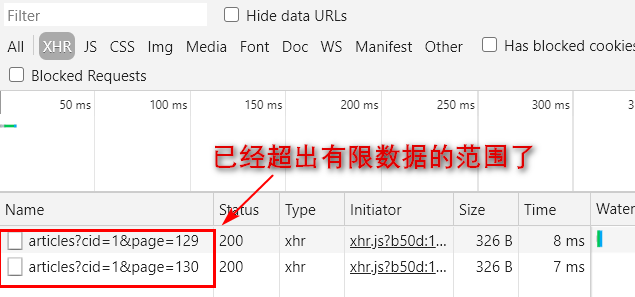 Filter
Hide data URLs
All XHR JS CSS Img Media Font Doc WS Manifest Other Has blocked cookies
Blocked Requests
50 ms 100 ms 150 ms 200 ms 250 ms 300 ms
已经超出有限数据的范围了
Name Status Type Initiator Size Time Water
articles?cid=1&page=129 200 xhr xhr.js?b50d:1... 326 B 8 ms
articles?cid=1&page=130 200 xhr xhr.js?b50d:1... 326 B 7 ms